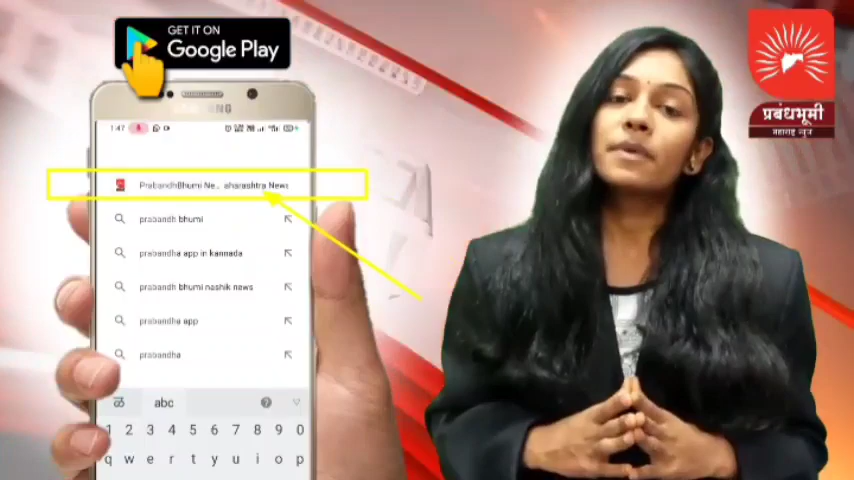 GET IT ON
Google Play
प्रबंधभूमी
महाराष्ट्र न्यूज
SAMSUNG
1:47
PrabandhBhumi Ne... aharashtra News
prabandh bhumi
prabandha app in kannada
prabandh bhumi nashik news
prabandha app
prabandha
ळ abc ?
1 2 3 4 5 6 7 8 9 0
q w e r t y u i o p